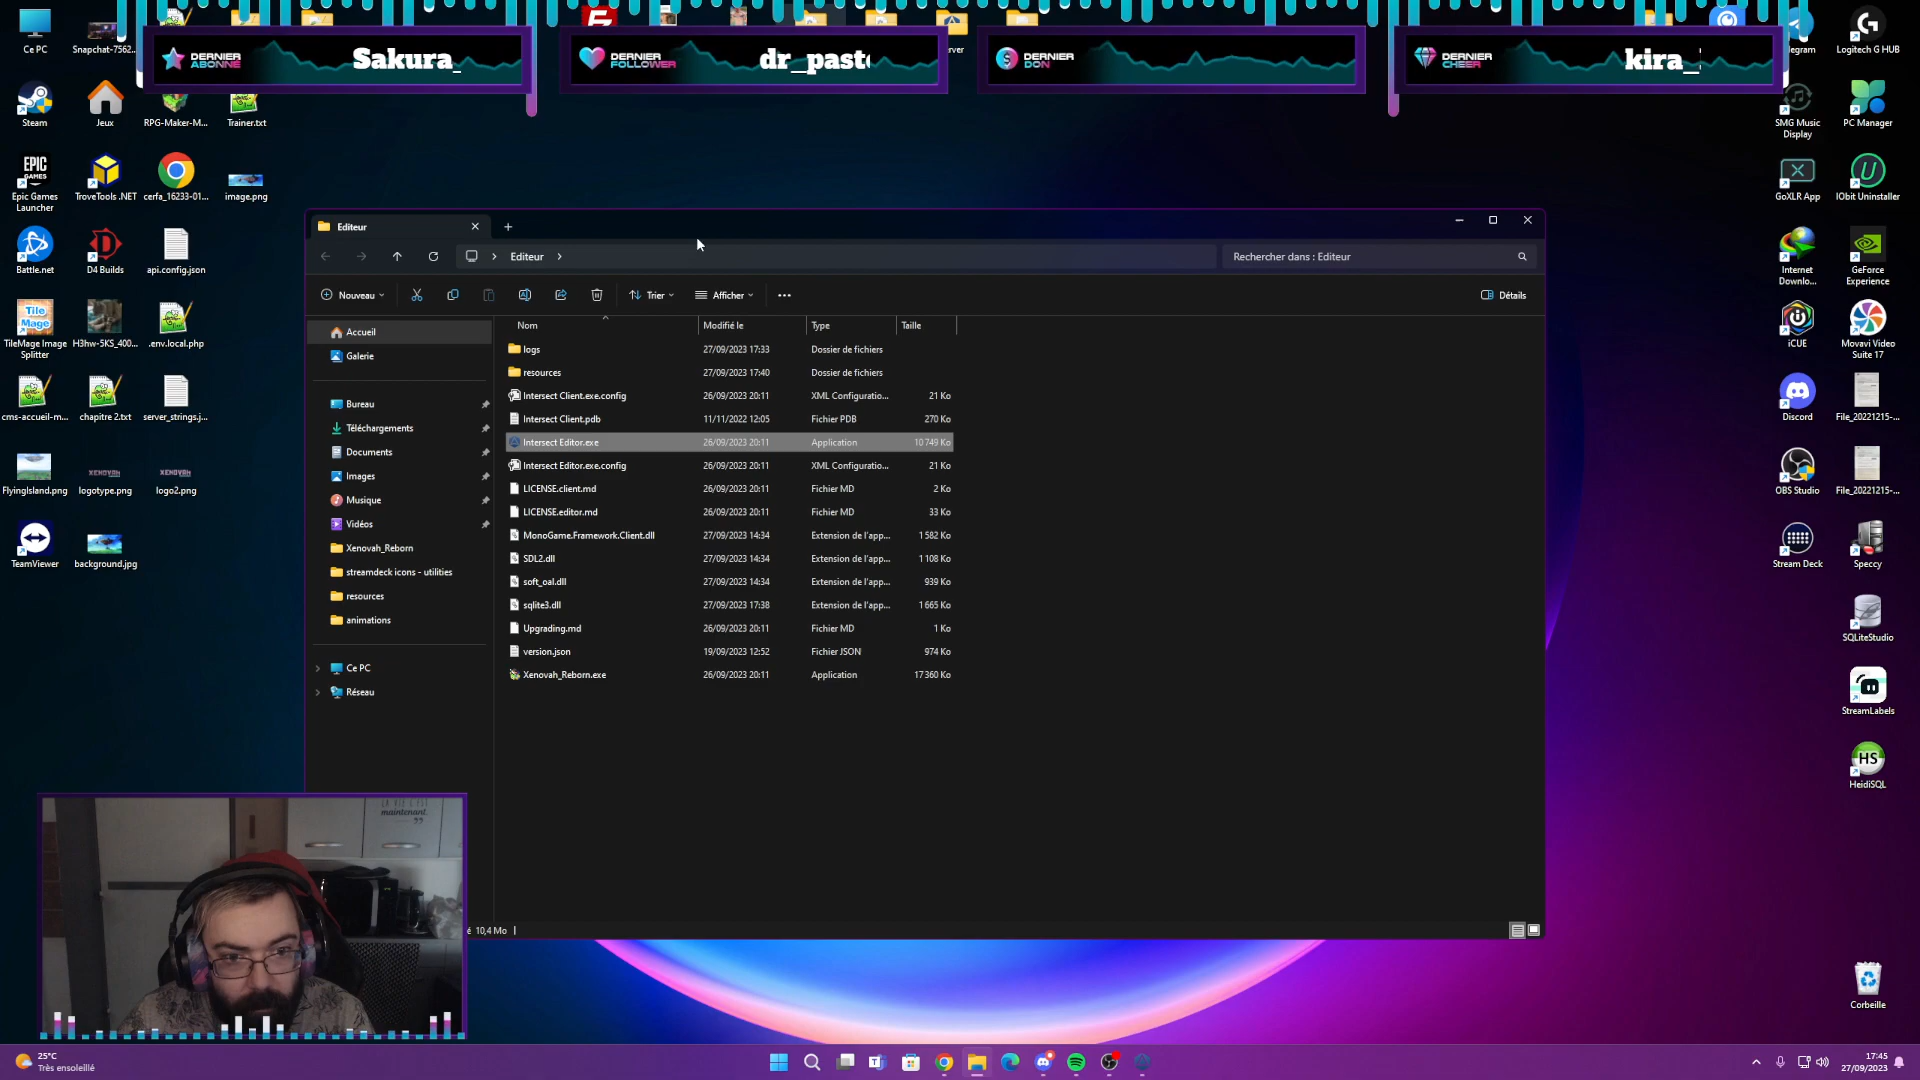 Ce PC
Snapchat-7562...
Telegram
Logitech G HUB
DERNIER
ABONNÉ
Sakura_
DERNIER
FOLLOWER
DERNIER
DON
DERNIER
CHEER
kira_
Steam
Jeux
RPG-Maker-M...
Trainer.txt
SMG Music
Display
PC Manager
Epic Games
Launcher
TroveTools .NET
cerfa_16233-01...
image.png
GoXLR App
IObit Uninstaller
Battle.net
D4 Builds
api.config.json
Internet
Downlo...
GeForce
Experience
Tile
Mage
TileMage Image
Splitter
H3hw-5KS_400...
.env.local.php
iCUE
Movavi Video
Suite 17
cms-accueil-m...
chapitre 2.txt
server_strings.j...
Discord
File_20221215-...
FlyingIsland.png
logotype.png
logo2.png
OBS Studio
File_20221215-...
TeamViewer
background.jpg
Stream Deck
Speccy
SQLiteStudio
StreamLabels
HS
HeidiSQL
Corbeille
Editeur
Editeur
Rechercher dans : Editeur
Nouveau
Trier
Afficher
Détails
Accueil
Galerie
Bureau
Téléchargements
Documents
Images
Musique
Vidéos
Xenovah_Reborn
streamdeck icons - utilities
resources
animations
Ce PC
Réseau
Nom Modifié le Type Taille
logs 27/09/2023 17:33 Dossier de fichiers
resources 27/09/2023 17:40 Dossier de fichiers
Intersect Client.exe.config 26/09/2023 20:11 XML Configuratio... 21 Ko
Intersect Client.pdb 11/11/2022 12:05 Fichier PDB 270 Ko
Intersect Editor.exe 26/09/2023 20:11 Application 10 749 Ko
Intersect Editor.exe.config 26/09/2023 20:11 XML Configuratio... 21 Ko
LICENSE.client.md 26/09/2023 20:11 Fichier MD 2 Ko
LICENSE.editor.md 26/09/2023 20:11 Fichier MD 33 Ko
MonoGame.Framework.Client.dll 27/09/2023 14:34 Extension de l'app... 1 582 Ko
SDL2.dll 27/09/2023 14:34 Extension de l'app... 1 108 Ko
soft_oal.dll 27/09/2023 14:34 Extension de l'app... 939 Ko
sqlite3.dll 27/09/2023 17:38 Extension de l'app... 1 665 Ko
Upgrading.md 26/09/2023 20:11 Fichier MD 1 Ko
version.json 19/09/2023 12:52 Fichier JSON 974 Ko
Xenovah_Reborn.exe 26/09/2023 20:11 Application 17 360 Ko
10,4 Mo
LA VIE C'EST
maintenant.
25°C
Très ensoleillé
17:45
27/09/2023